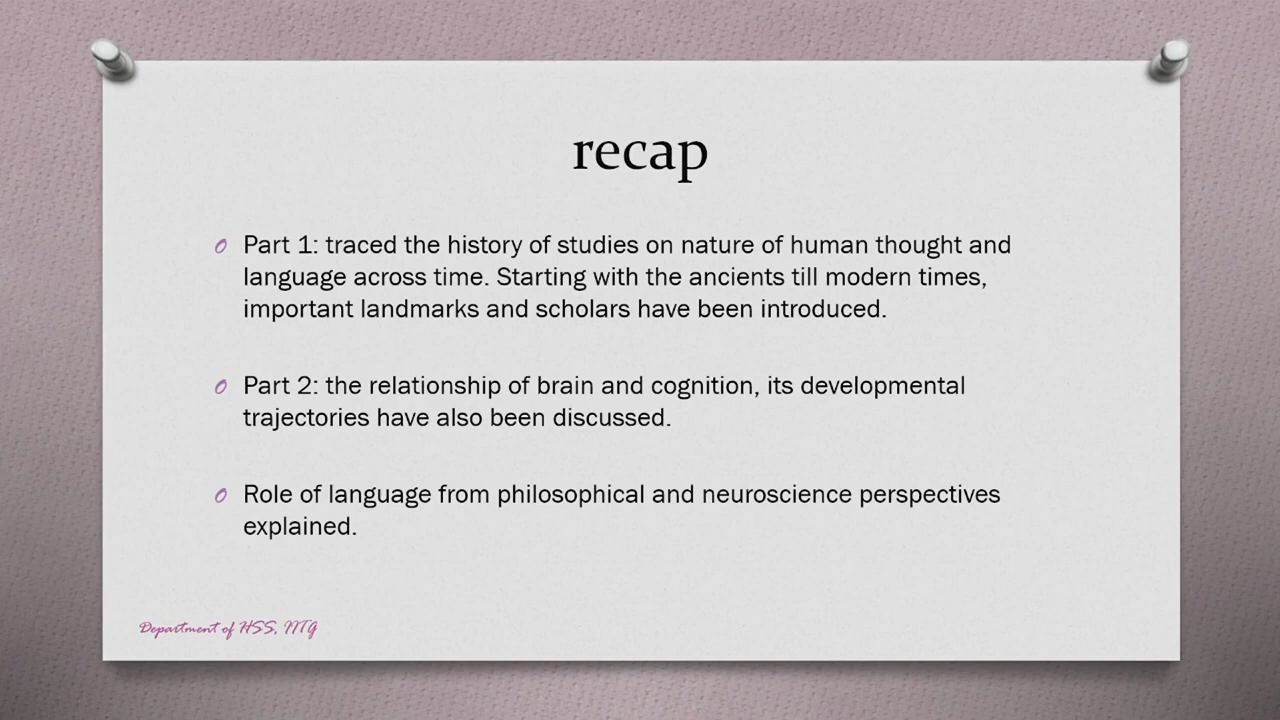 recap
Part 1: traced the history of studies on nature of human thought and
language across time. Starting with the ancients till modern times,
important landmarks and scholars have been introduced.
Part 2: the relationship of brain and cognition, its developmental
trajectories have also been discussed.
Role of language from philosophical and neuroscience perspectives
explained.
Department of HSS, IITG